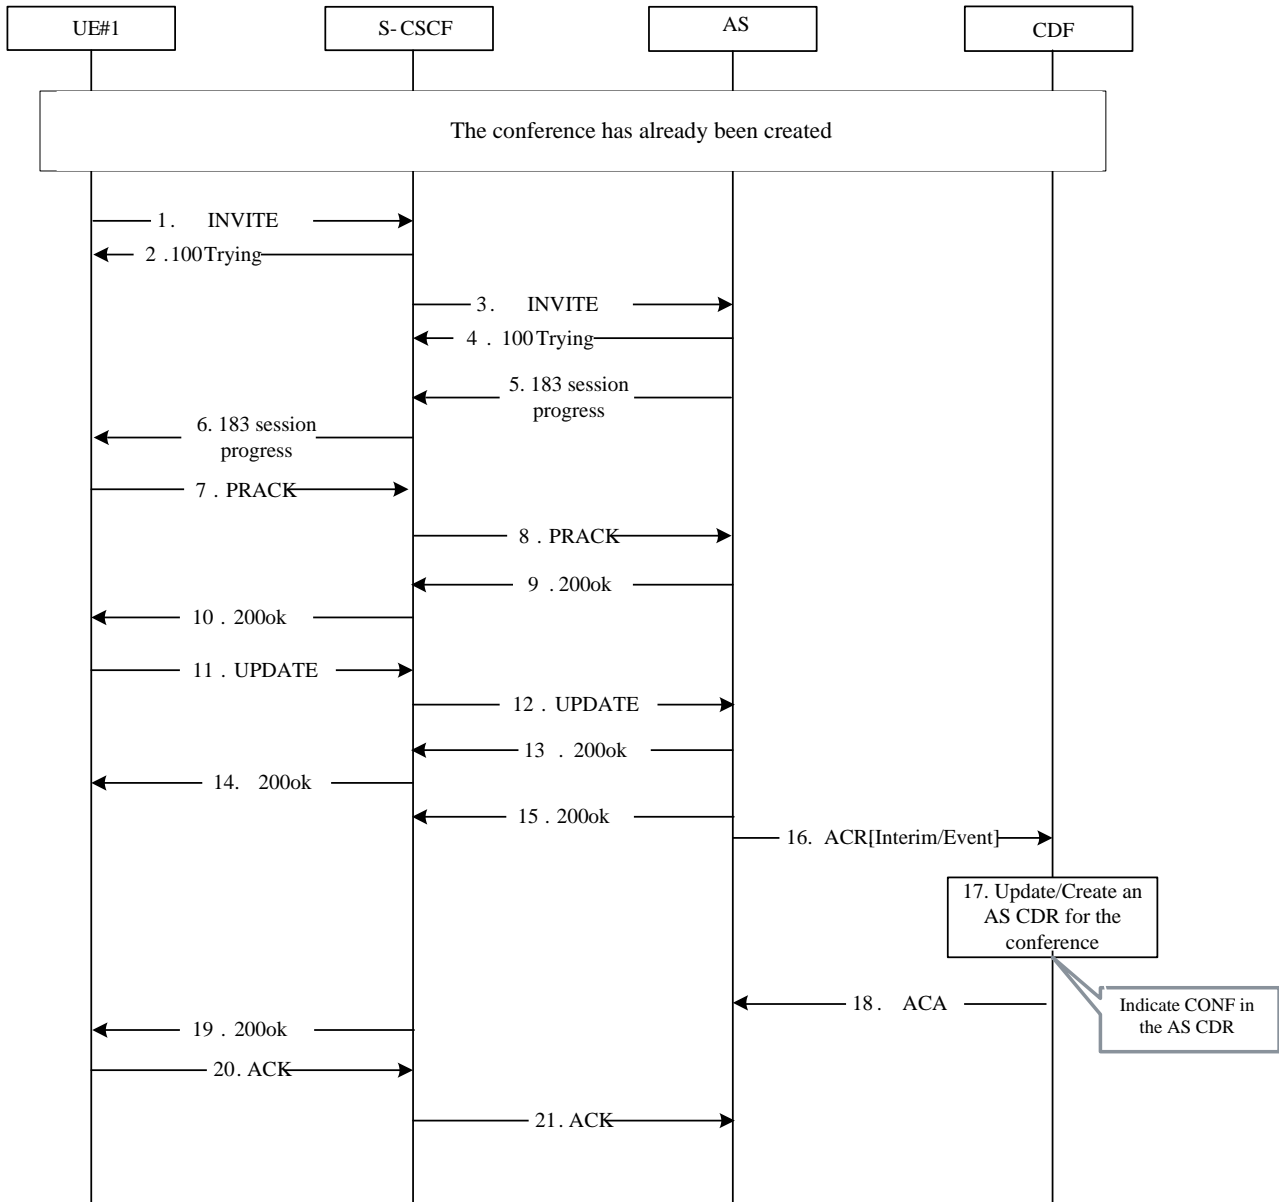 UE#1
S-CSCF
AS
CDF
The conference has already been created
1. INVITE
2 .100Trying
3. INVITE
4 . 100Trying
5. 183 session
progress
6. 183 session
progress
7 . PRACK
8 . PRACK
9 .200ok
10 . 200ok
11 . UPDATE
12 . UPDATE
13 . 200ok
14. 200ok
15 . 200ok
16. ACR[Interim/Event]
17. Update/Create an
AS CDR for the
conference
18. ACA
Indicate CONF in
the AS CDR
19 . 200ok
20. ACK
21. ACK